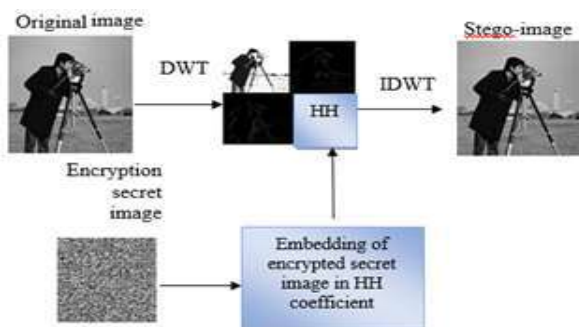 Original image
DWT
HH
IDWT
Stego-image
Encryption
secret
image
Embedding of
encrypted secret
image in HH
coefficient